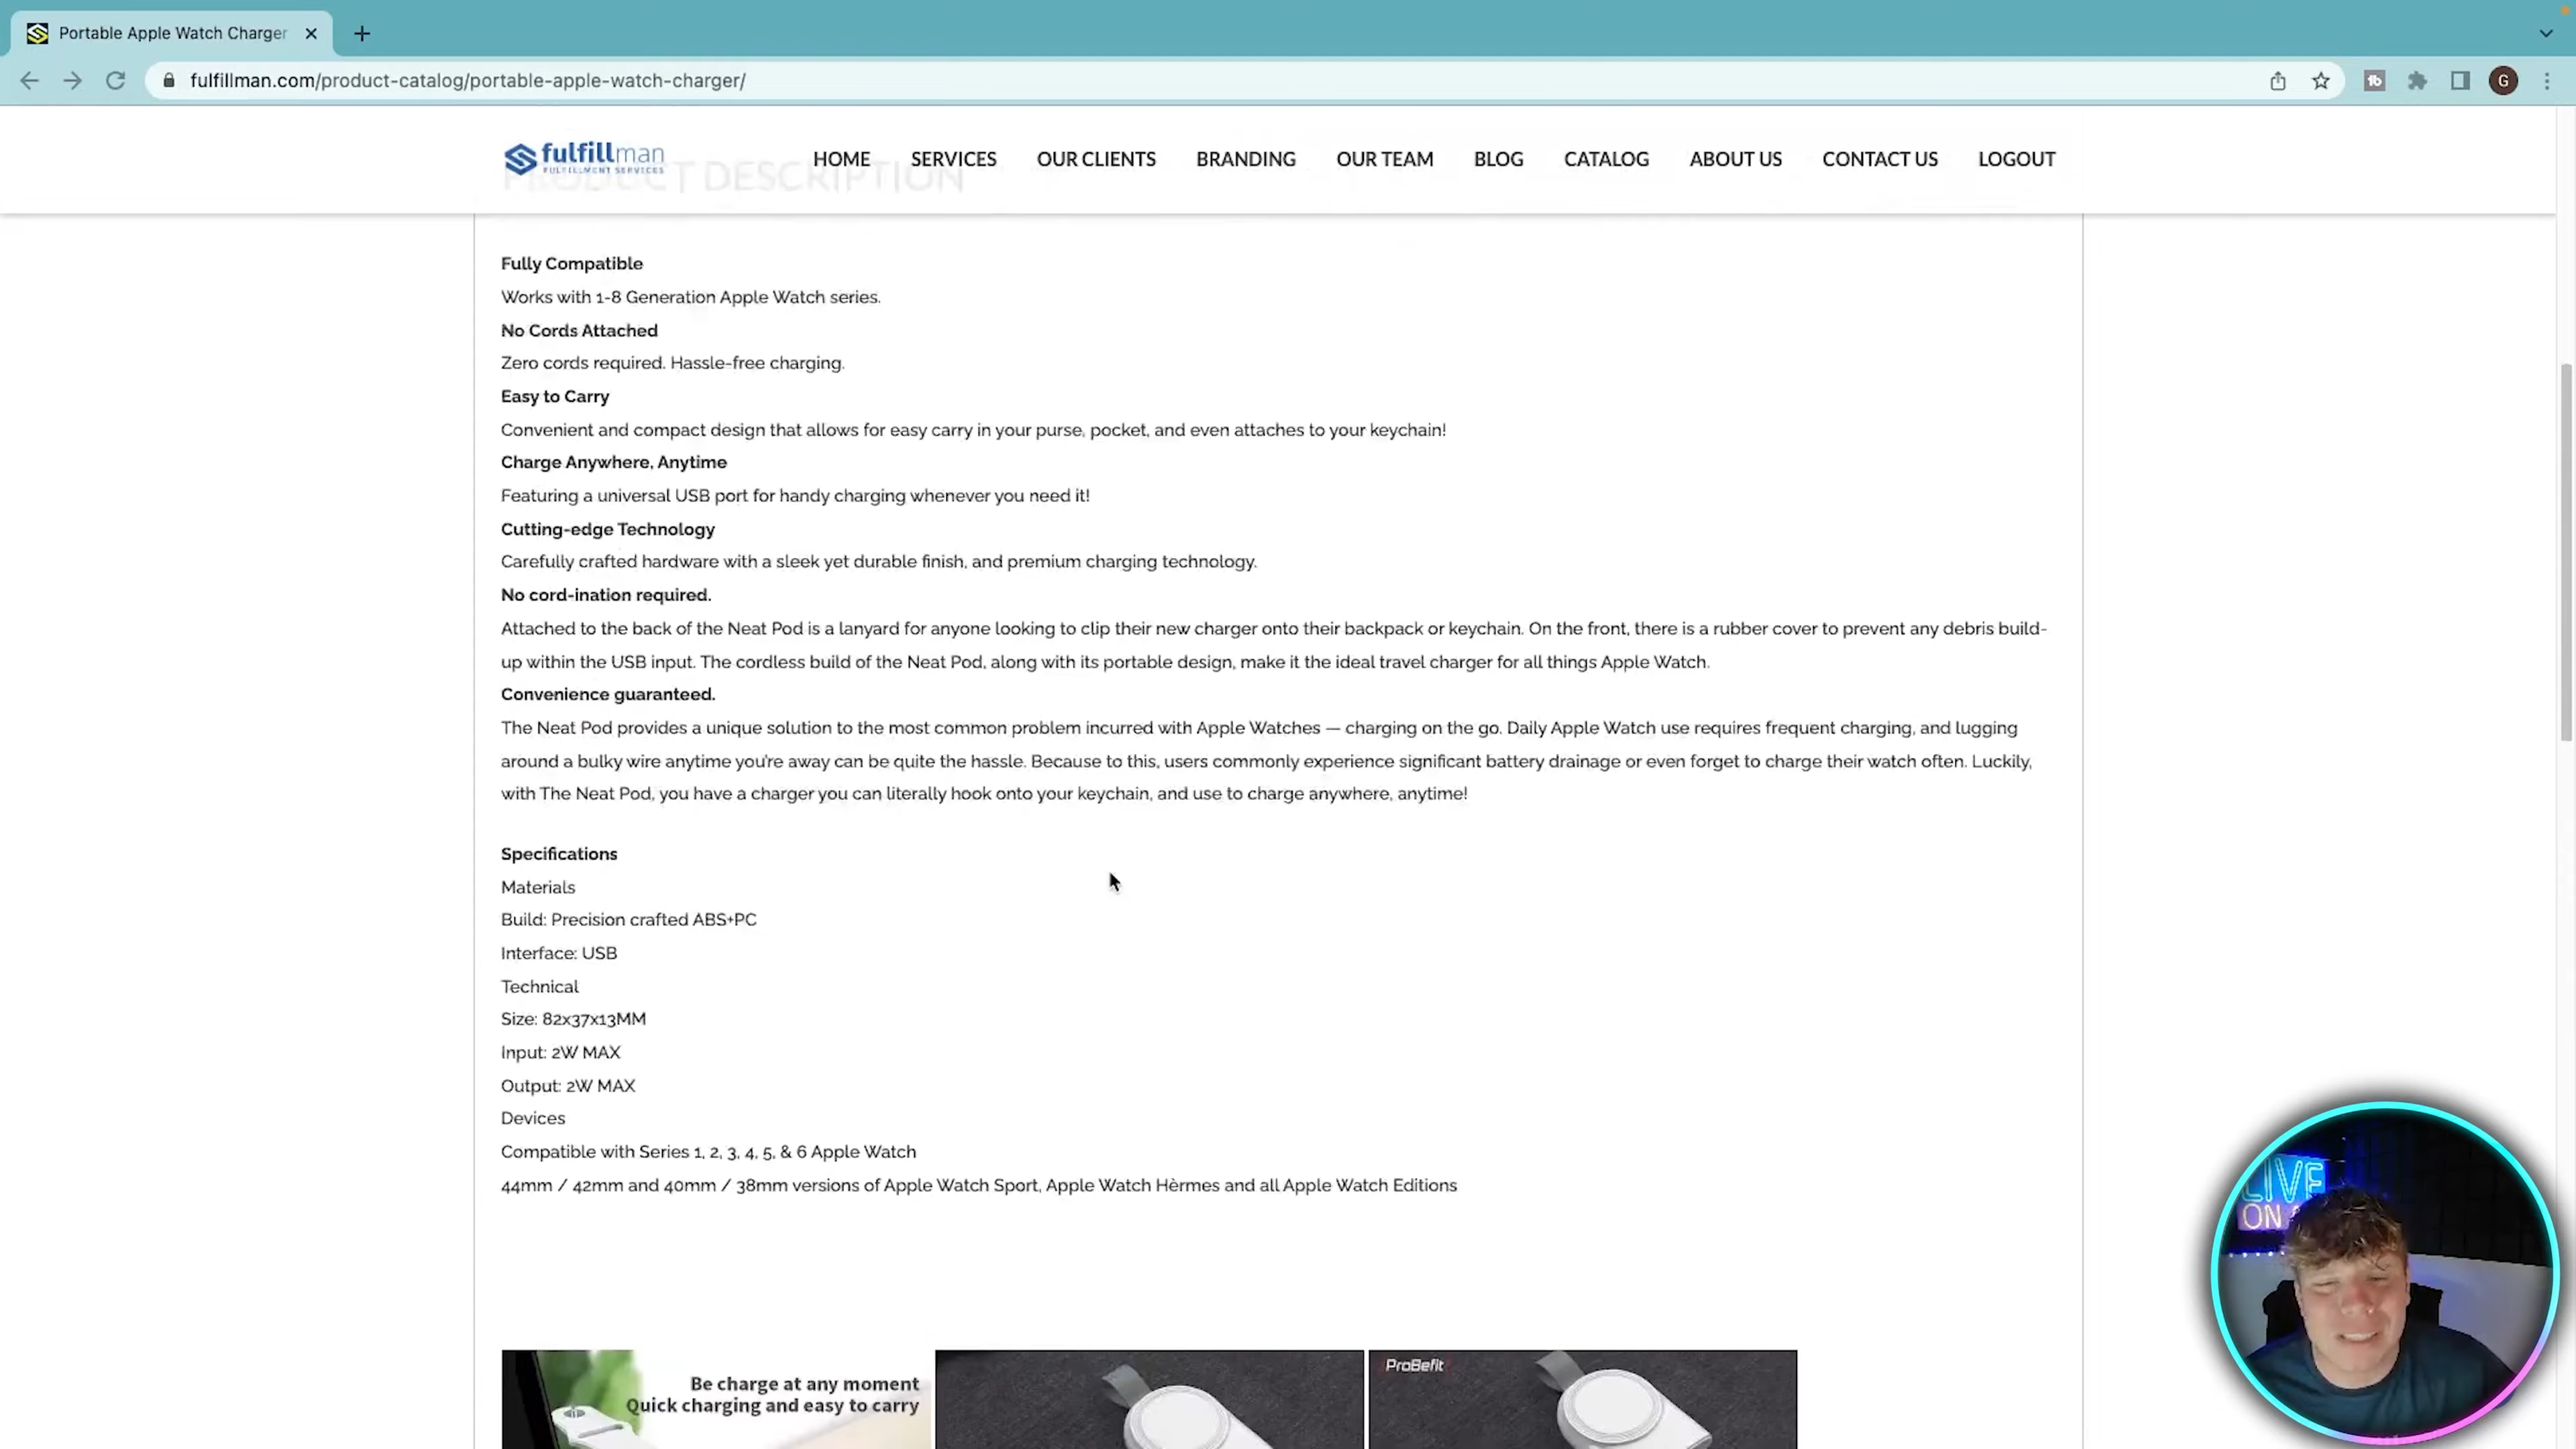 Portable Apple Watch Charger
fulfillman.com/product-catalog/portable-apple-watch-charger/
G
fulfillman
FULFILLMENT SERVICES
HOME SERVICES OUR CLIENTS BRANDING OUR TEAM BLOG CATALOG ABOUT US CONTACT US LOGOUT
PRODUCT DESCRIPTION
Fully Compatible
Works with 1-8 Generation Apple Watch series.
No Cords Attached
Zero cords required. Hassle-free charging.
Easy to Carry
Convenient and compact design that allows for easy carry in your purse, pocket, and even attaches to your keychain!
Charge Anywhere, Anytime
Featuring a universal USB port for handy charging whenever you need it!
Cutting-edge Technology
Carefully crafted hardware with a sleek yet durable finish, and premium charging technology.
No cord-ination required.
Attached to the back of the Neat Pod is a lanyard for anyone looking to clip their new charger onto their backpack or keychain. On the front, there is a rubber cover to prevent any debris build-
up within the USB input. The cordless build of the Neat Pod, along with its portable design, make it the ideal travel charger for all things Apple Watch.
Convenience guaranteed.
The Neat Pod provides a unique solution to the most common problem incurred with Apple Watches — charging on the go. Daily Apple Watch use requires frequent charging, and lugging
around a bulky wire anytime you're away can be quite the hassle. Because to this, users commonly experience significant battery drainage or even forget to charge their watch often. Luckily,
with The Neat Pod, you have a charger you can literally hook onto your keychain, and use to charge anywhere, anytime!
Specifications
Materials
Build: Precision crafted ABS+PC
Interface: USB
Technical
Size: 82x37x13MM
Input: 2W MAX
Output: 2W MAX
Devices
Compatible with Series 1, 2, 3, 4, 5, & 6 Apple Watch
44mm / 42mm and 40mm / 38mm versions of Apple Watch Sport, Apple Watch Hèrmes and all Apple Watch Editions
Be charge at any moment
Quick charging and easy to carry
ProBefit
LIVE
ON